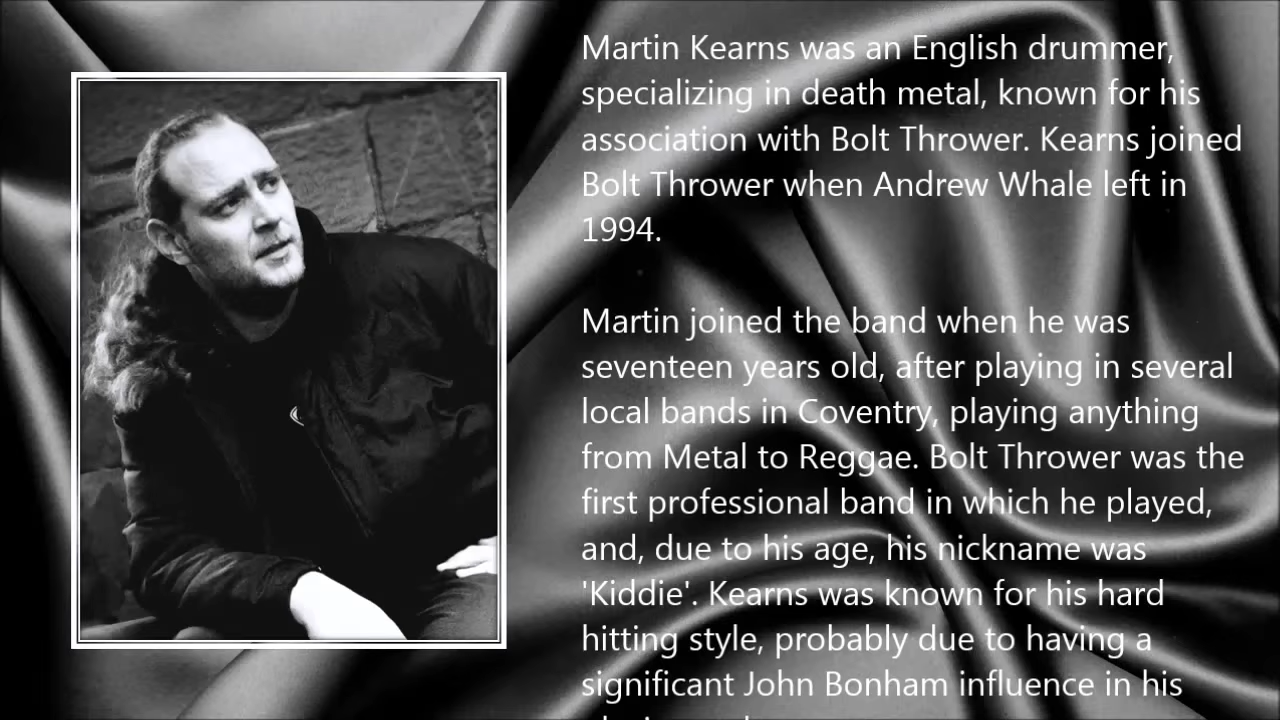 Martin Kearns was an English drummer,
specializing in death metal, known for his
association with Bolt Thrower. Kearns joined
Bolt Thrower when Andrew Whale left in
1994.
Martin joined the band when he was
seventeen years old, after playing in several
local bands in Coventry, playing anything
from Metal to Reggae. Bolt Thrower was the
first professional band in which he played,
and, due to his age, his nickname was
'Kiddie'. Kearns was known for his hard
hitting style, probably due to having a
significant John Bonham influence in his